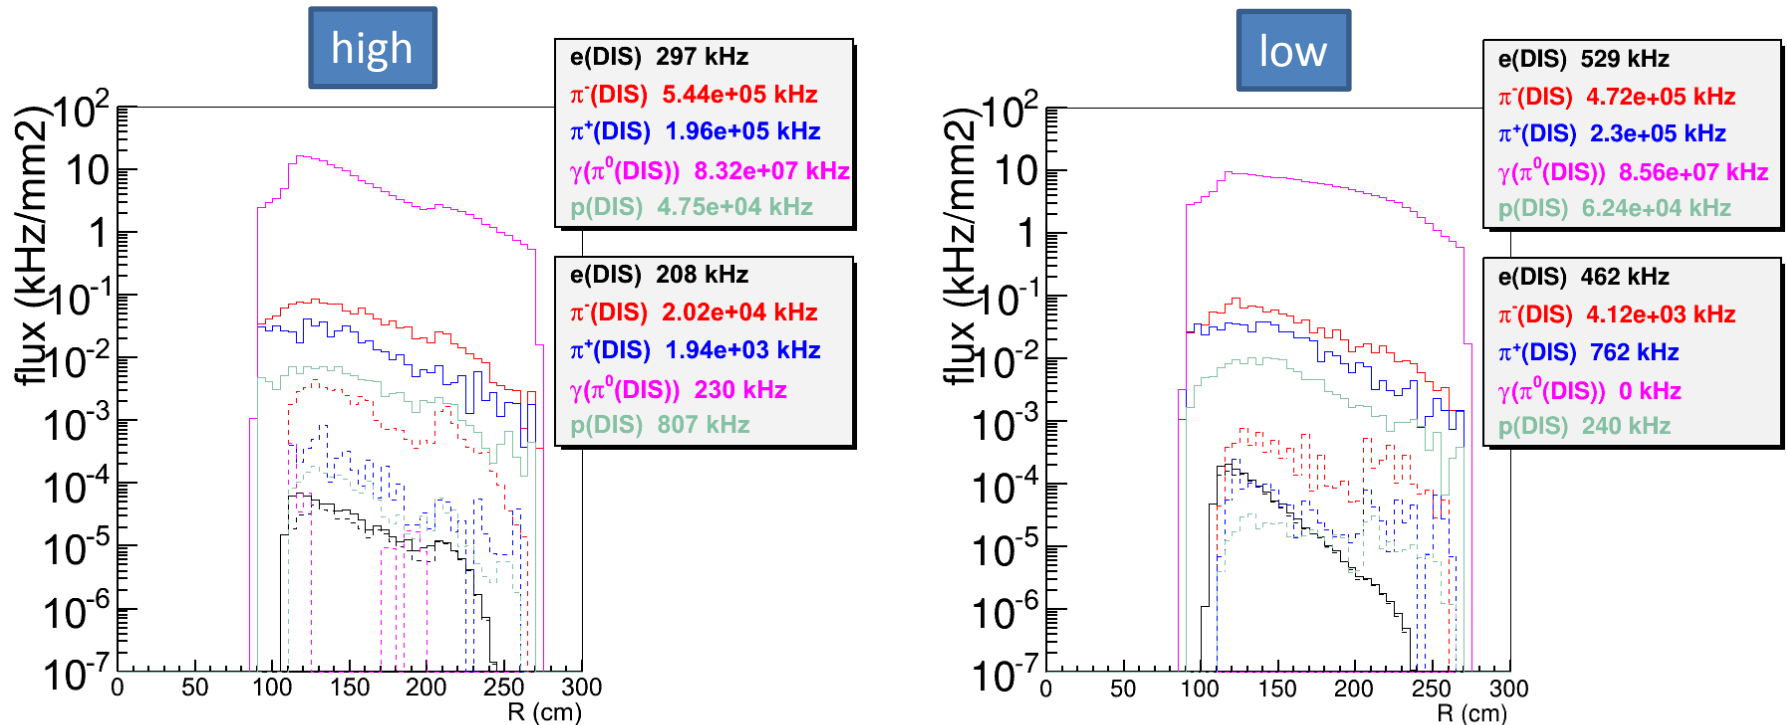 high
e(DIS) 297 kHz
π⁻(DIS) 5.44e+05 kHz
π⁺(DIS) 1.96e+05 kHz
γ(π⁰(DIS)) 8.32e+07 kHz
p(DIS) 4.75e+04 kHz
e(DIS) 208 kHz
π⁻(DIS) 2.02e+04 kHz
π⁺(DIS) 1.94e+03 kHz
γ(π⁰(DIS)) 230 kHz
p(DIS) 807 kHz
flux (kHz/mm2)
10²
10
1
10⁻¹
10⁻²
10⁻³
10⁻⁴
10⁻⁵
10⁻⁶
10⁻⁷
0 50 100 150 200 250 300
R (cm)
low
e(DIS) 529 kHz
π⁻(DIS) 4.72e+05 kHz
π⁺(DIS) 2.3e+05 kHz
γ(π⁰(DIS)) 8.56e+07 kHz
p(DIS) 6.24e+04 kHz
e(DIS) 462 kHz
π⁻(DIS) 4.12e+03 kHz
π⁺(DIS) 762 kHz
γ(π⁰(DIS)) 0 kHz
p(DIS) 240 kHz
flux (kHz/mm2)
10²
10
1
10⁻¹
10⁻²
10⁻³
10⁻⁴
10⁻⁵
10⁻⁶
10⁻⁷
0 50 100 150 200 250 300
R (cm)